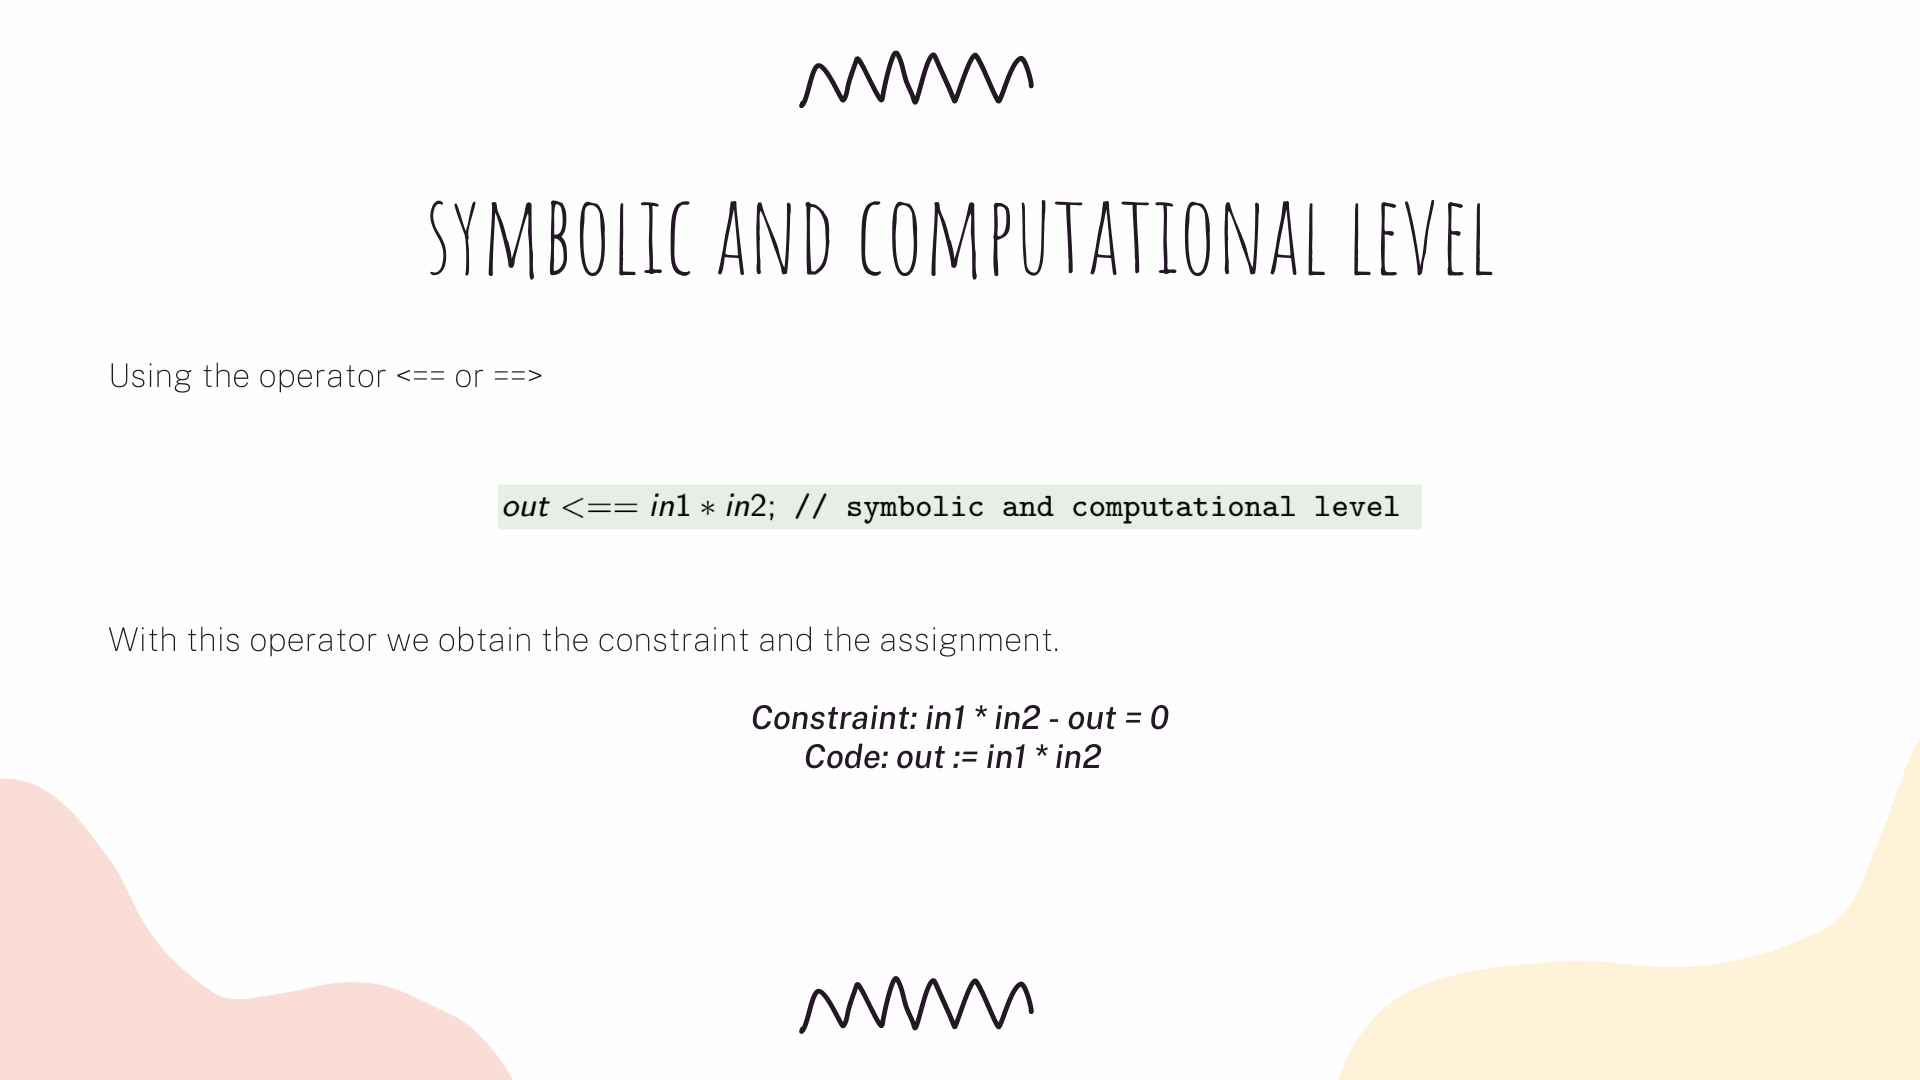 SYMBOLIC AND COMPUTATIONAL LEVEL
Using the operator <== or ==>
out <== in1 ∗ in2; // symbolic and computational level
With this operator we obtain the constraint and the assignment.
Constraint: in1 * in2 - out = 0
Code: out := in1 * in2